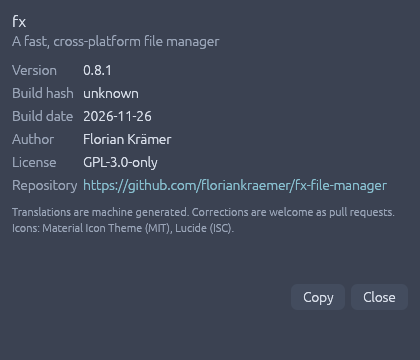 fx
A fast, cross-platform file manager
Version 0.8.1
Build hash unknown
Build date 2026-11-26
Author Florian Krämer
License GPL-3.0-only
Repository https://github.com/floriankraemer/fx-file-manager
Translations are machine generated. Corrections are welcome as pull requests.
Icons: Material Icon Theme (MIT), Lucide (ISC).
Copy Close